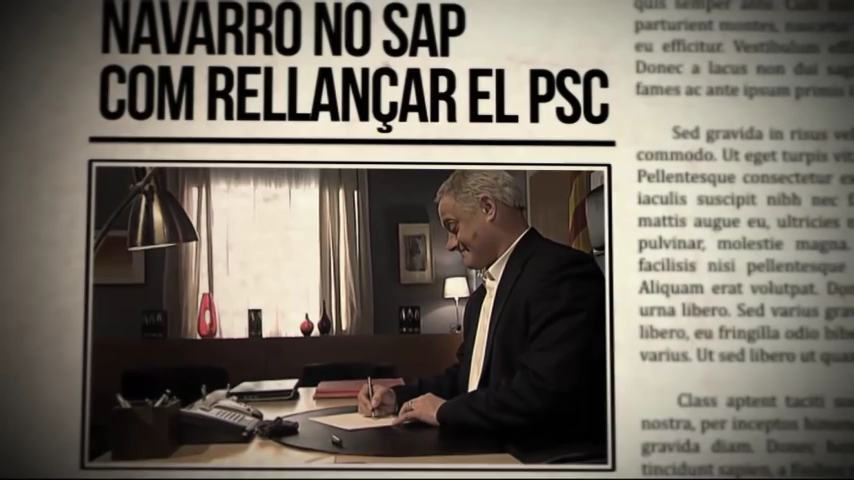 NAVARRO NO SAP
COM RELLANÇAR EL PSC
quis semper ante.
parturient montes,
eu efficitur. Vestibulum
Donec a lacus non dui
fames ac ante ipsum primis
Sed gravida in risus
commodo. Ut eget turpis
Pellentesque consectetur
iaculis suscipit nibh nec
mattis augue eu, ultricies
pulvinar, molestie magna.
facilisis nisi pellentesque
Aliquam erat volutpat.
urna libero. Sed varius
libero, eu fringilla odio
varius. Ut sed libero ut
Class aptent taciti
nostra, per inceptos
gravida diam. Donec
tincidunt sapien, a